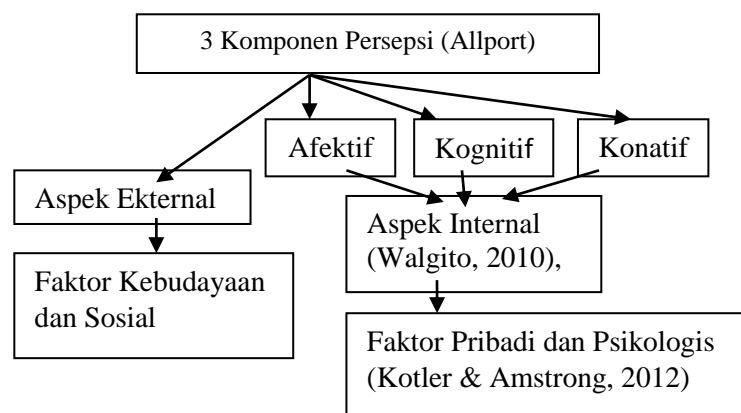 3 Komponen Persepsi (Allport)
Afektif
Kognitif
Konatif
Aspek Ekternal
Aspek Internal
(Walgito, 2010),
Faktor Kebudayaan
dan Sosial
Faktor Pribadi dan Psikologis
(Kotler & Amstrong, 2012)